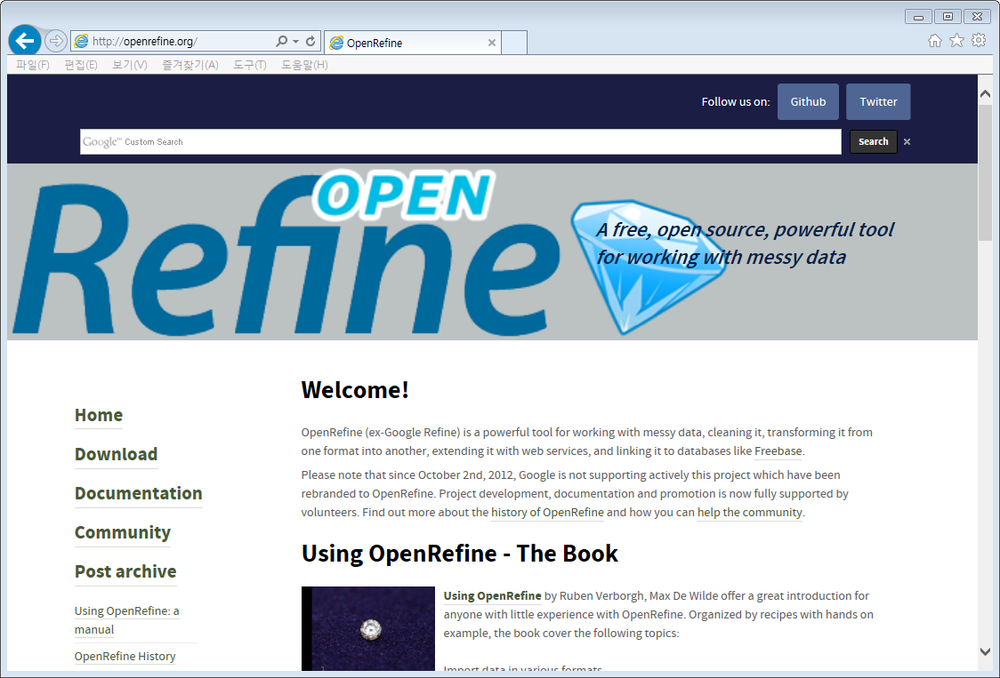 http://openrefine.org/
OpenRefine
파일(F) 편집(E) 보기(V) 즐겨찾기(A) 도구(T) 도움말(H)
Follow us on: Github Twitter
Google™ Custom Search
Search
OPEN
Refine
A free, open source, powerful tool
for working with messy data
Home
Download
Documentation
Community
Post archive
Using OpenRefine: a
manual
OpenRefine History
Welcome!
OpenRefine (ex-Google Refine) is a powerful tool for working with messy data, cleaning it, transforming it from
one format into another, extending it with web services, and linking it to databases like Freebase.
Please note that since October 2nd, 2012, Google is not supporting actively this project which have been
rebranded to OpenRefine. Project development, documentation and promotion is now fully supported by
volunteers. Find out more about the history of OpenRefine and how you can help the community.
Using OpenRefine - The Book
Using OpenRefine by Ruben Verborgh, Max De Wilde offer a great introduction for
anyone with little experience with OpenRefine. Organized by recipes with hands on
example, the book cover the following topics:
Import data in various formats